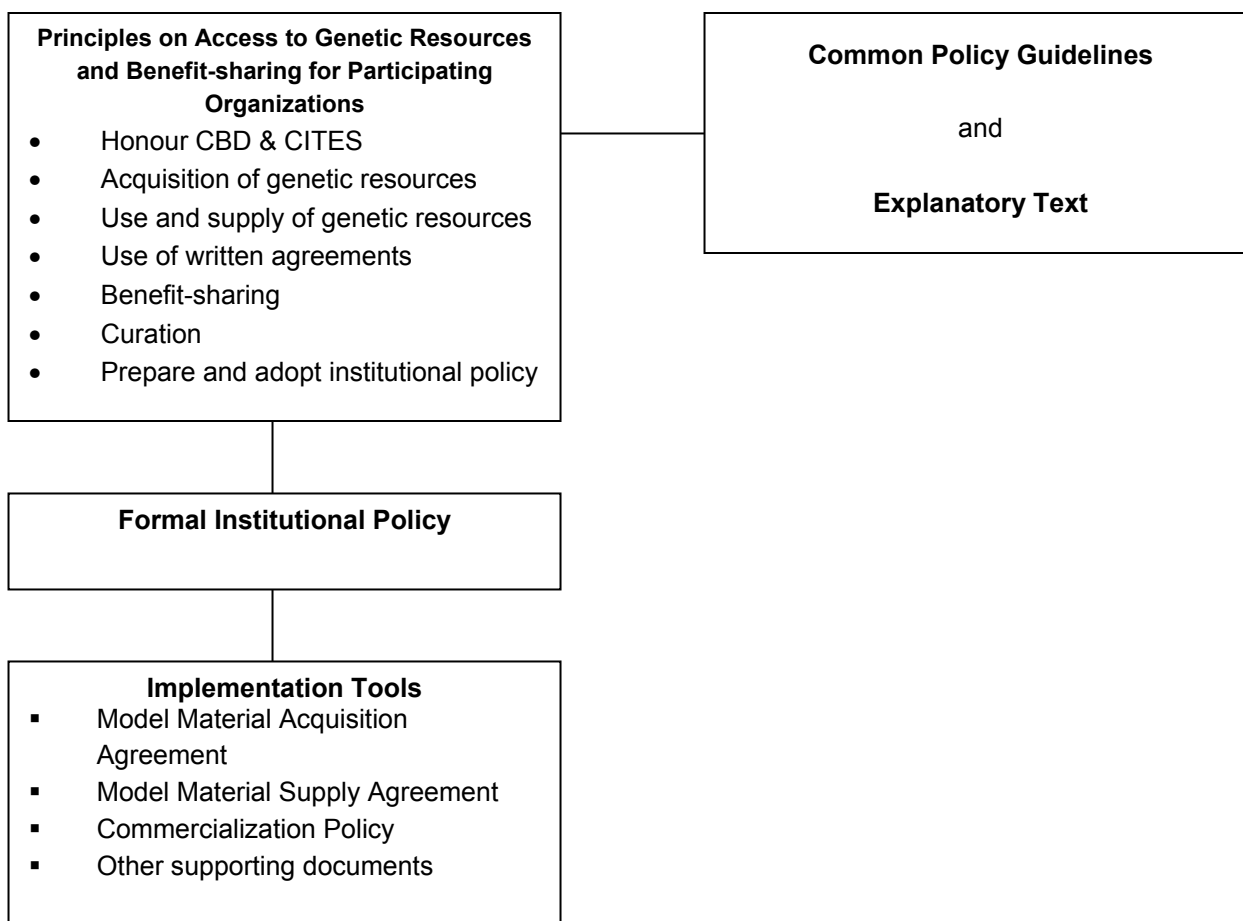 Principles on Access to Genetic Resources
and Benefit-sharing for Participating
Organizations
• Honour CBD & CITES
• Acquisition of genetic resources
• Use and supply of genetic resources
• Use of written agreements
• Benefit-sharing
• Curation
• Prepare and adopt institutional policy
Common Policy Guidelines
and
Explanatory Text
Formal Institutional Policy
Implementation Tools
▪ Model Material Acquisition
Agreement
▪ Model Material Supply Agreement
▪ Commercialization Policy
▪ Other supporting documents